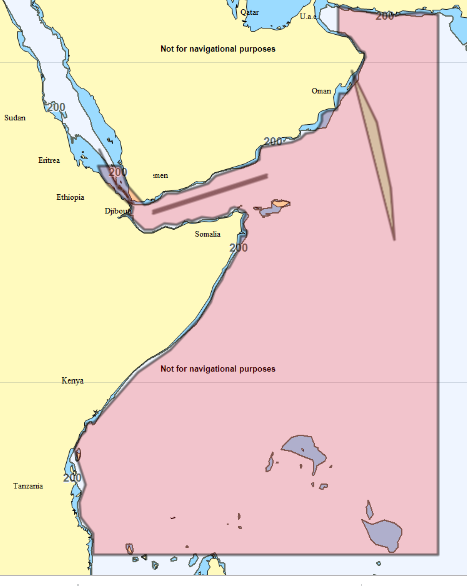 Qatar
U.a.e
200
Not for navigational purposes
Oman
200
Sudan
200
Eritrea
200
men
Ethiopia
Djibouti
Somalia
200
Not for navigational purposes
Kenya
200
Tanzania